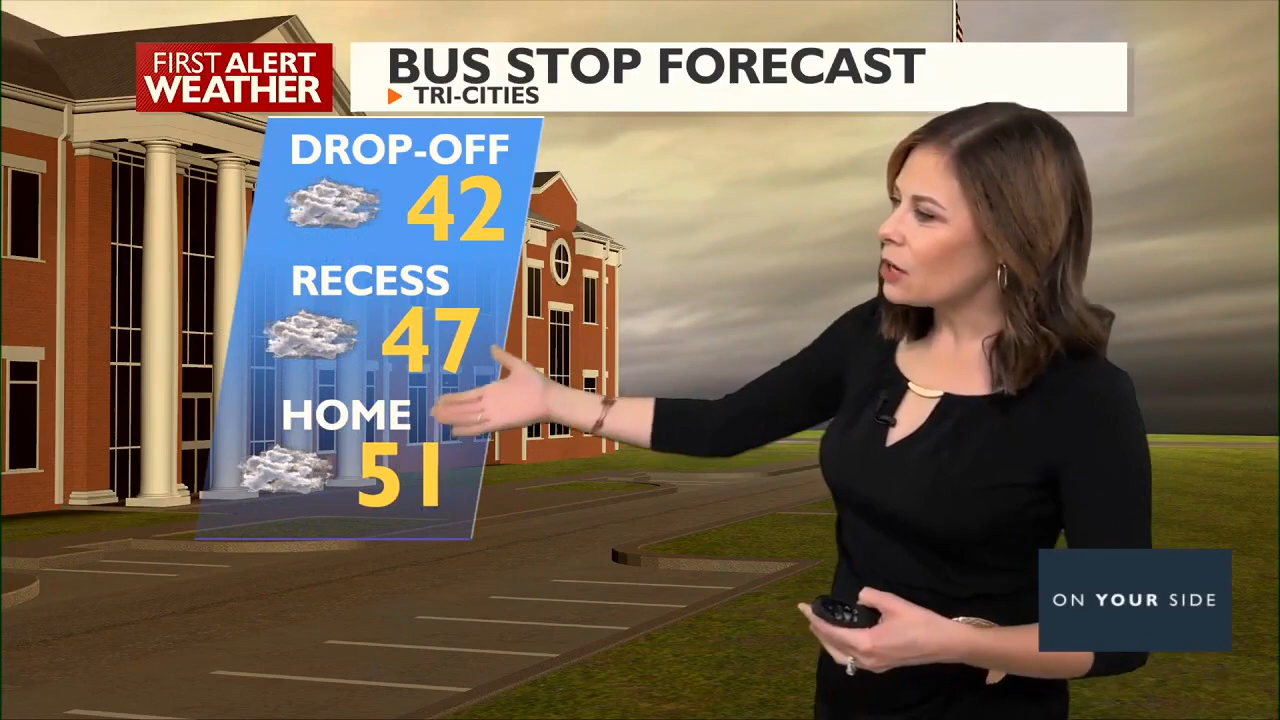 FIRST ALERT
WEATHER
BUS STOP FORECAST
TRI-CITIES
DROP-OFF
42
RECESS
47
HOME
51
ON YOUR SIDE